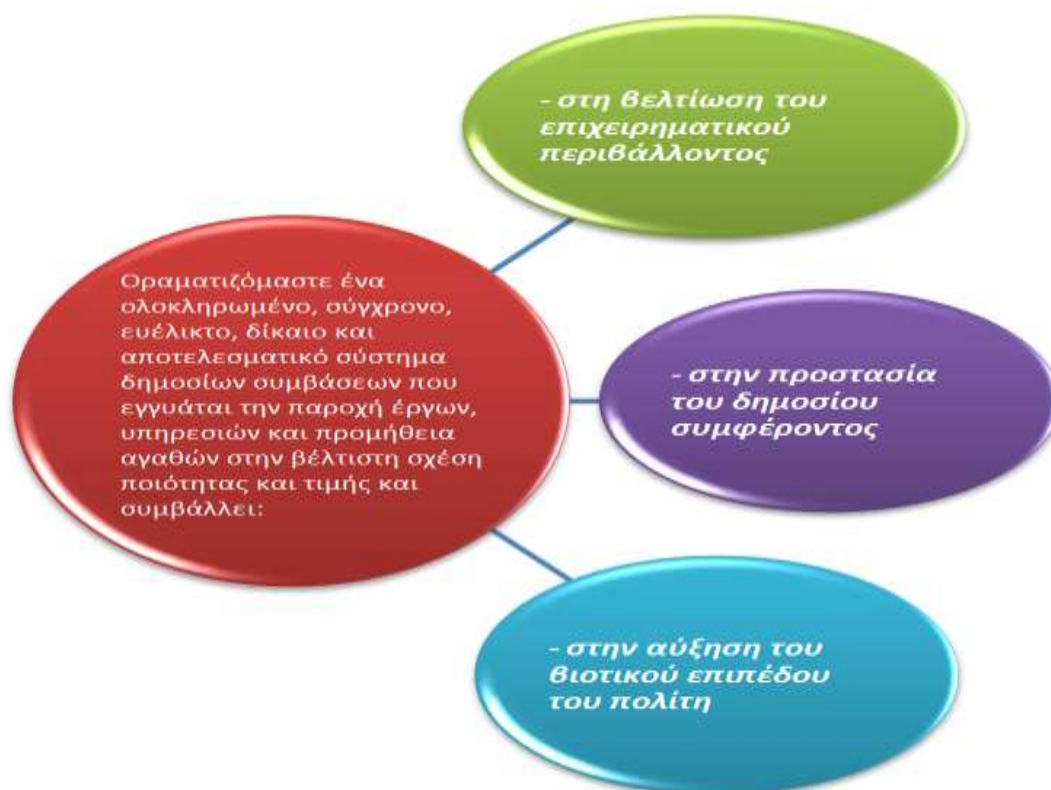 - στη βελτίωση του
επιχειρηματικού
περιβάλλοντος
Οραματιζόμαστε ένα
ολοκληρωμένο, σύγχρονο,
ευέλικτο, δίκαιο και
αποτελεσματικό σύστημα
δημοσίων συμβάσεων που
εγγυάται την παροχή έργων,
υπηρεσιών και προμήθεια
αγαθών στην βέλτιστη σχέση
ποιότητας και τιμής και
συμβάλλει:
- στην προστασία
του δημοσίου
συμφέροντος
- στην αύξηση του
βιοτικού επιπέδου
του πολίτη